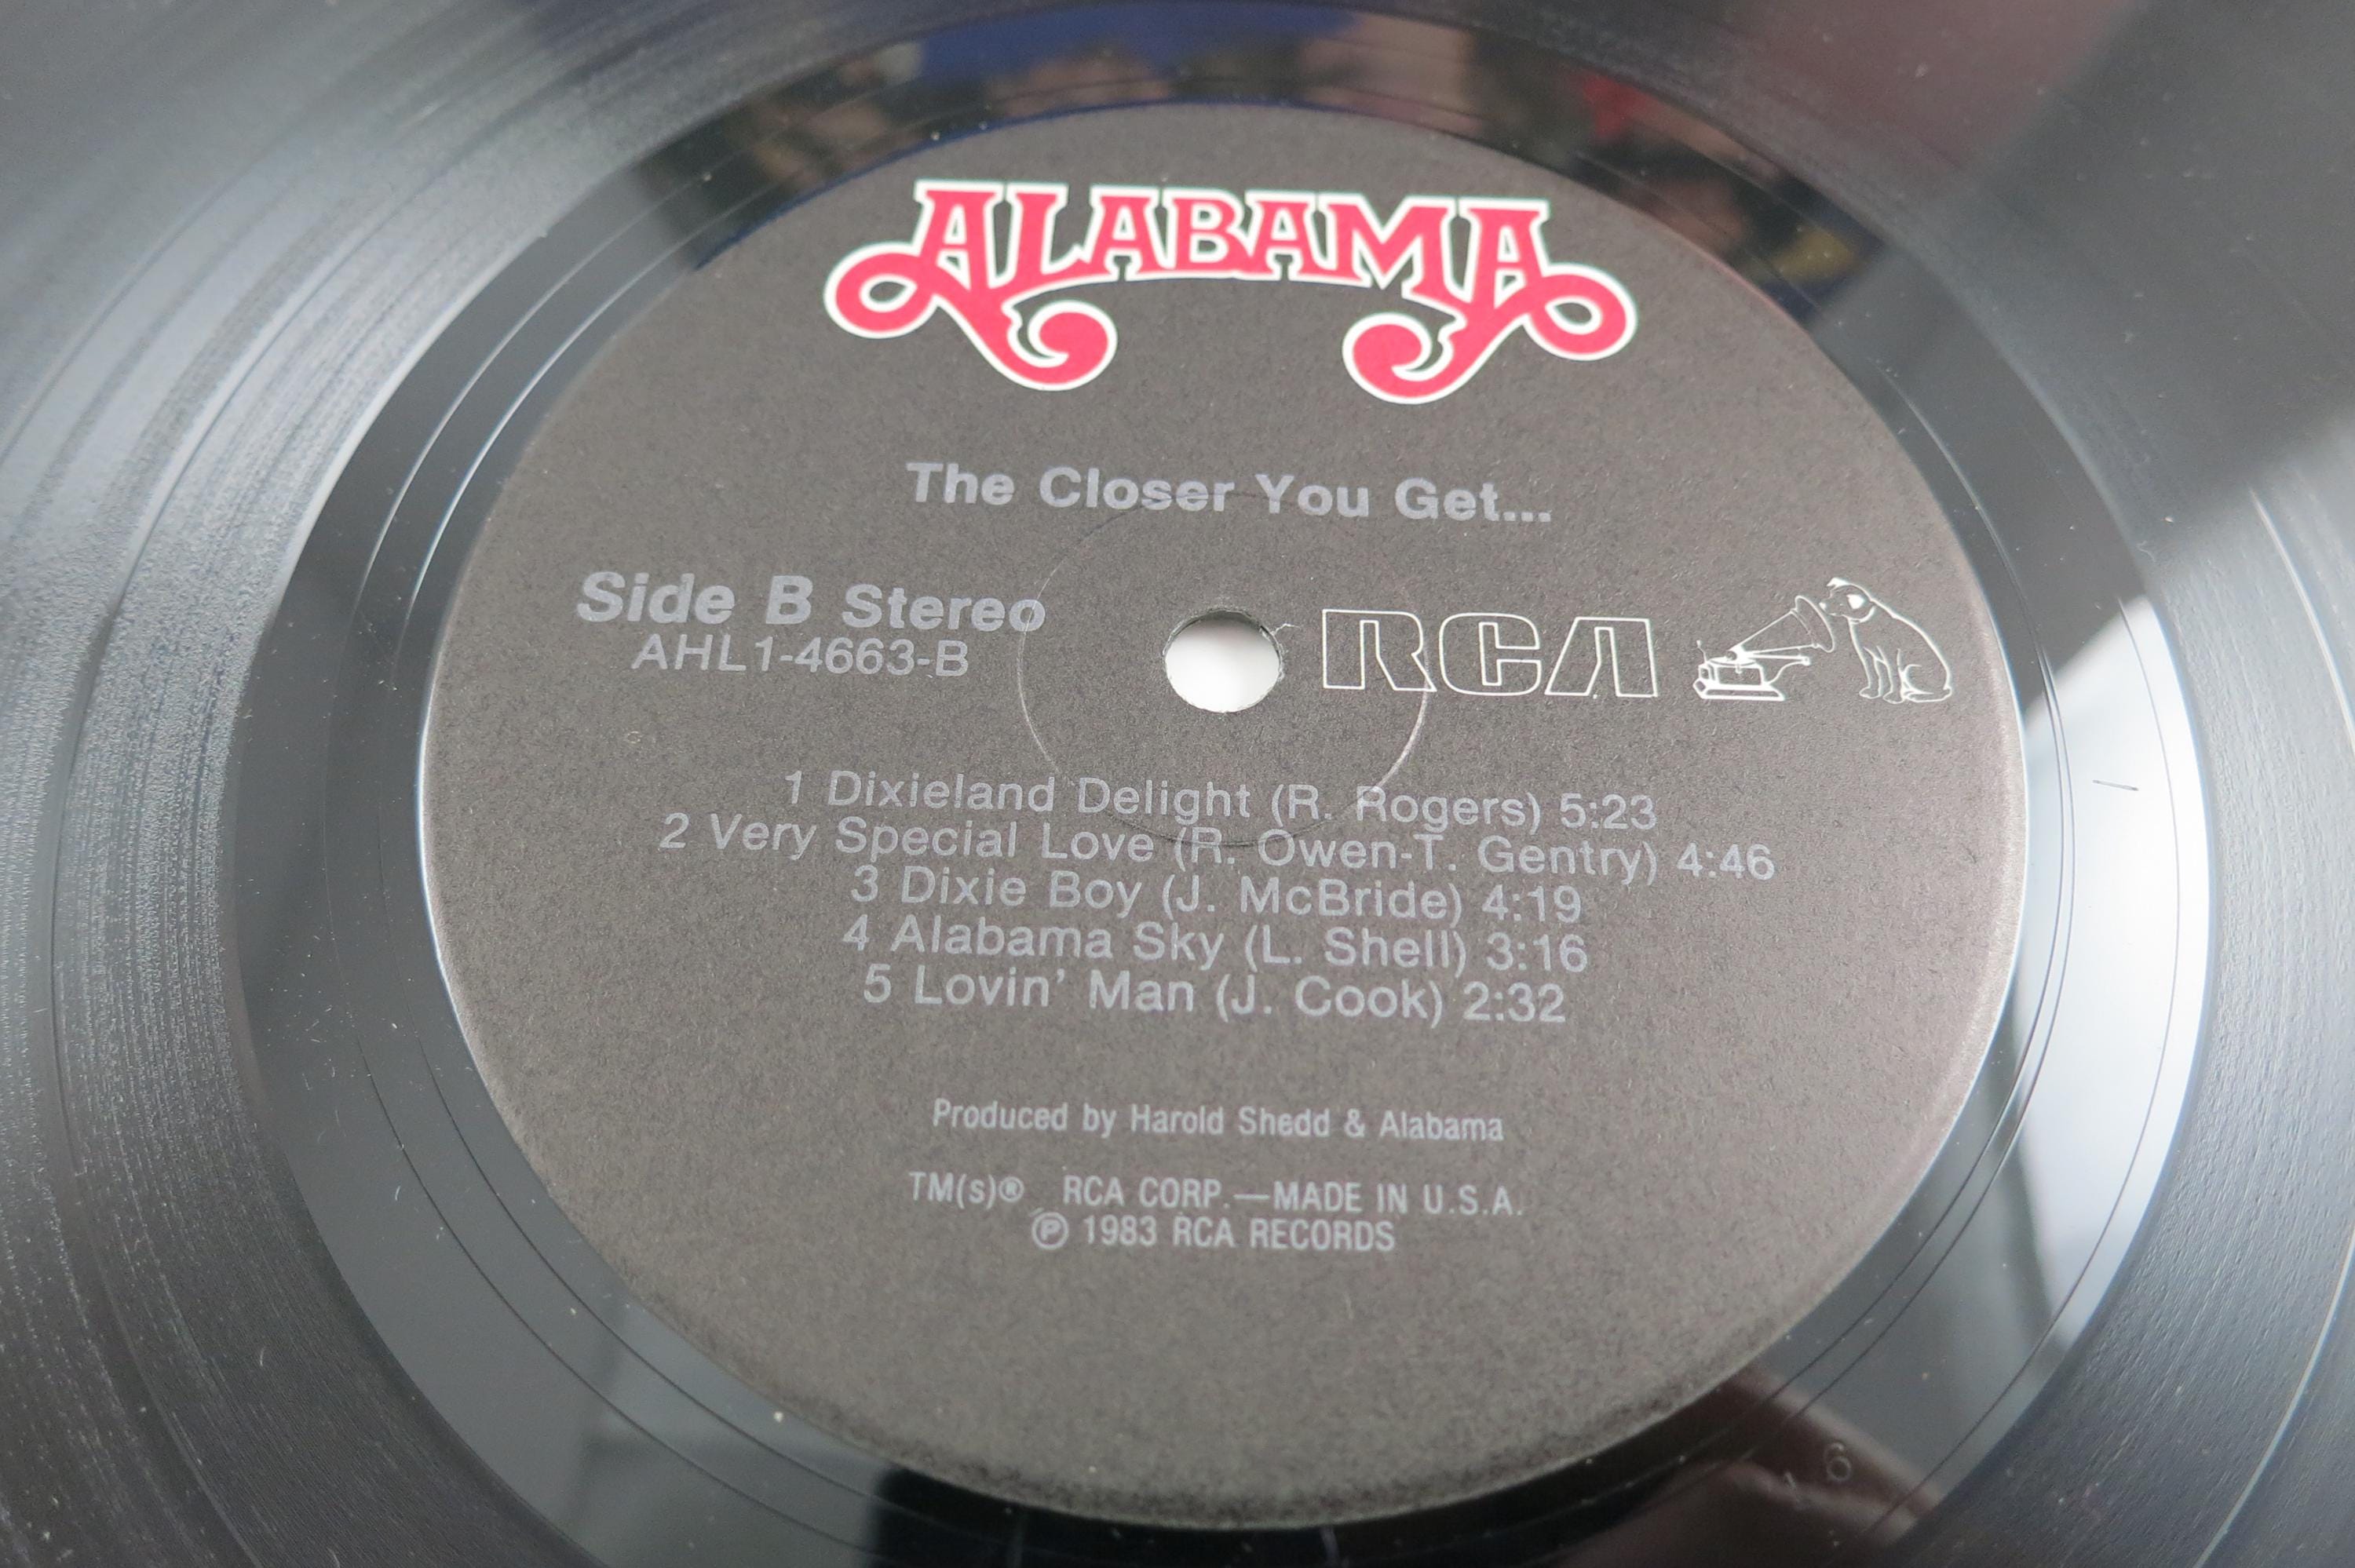 ALABAMA
The Closer You Get...
Side B Stereo
AHL1-4663-B
RCA
1 Dixieland Delight (R. Rogers) 5:23
2 Very Special Love (R. Owen-T. Gentry) 4:46
3 Dixie Boy (J. McBride) 4:19
4 Alabama Sky (L. Shell) 3:16
5 Lovin' Man (J. Cook) 2:32
Produced by Harold Shedd & Alabama
TM(s)® RCA CORP.—MADE IN U.S.A.
℗ 1983 RCA RECORDS